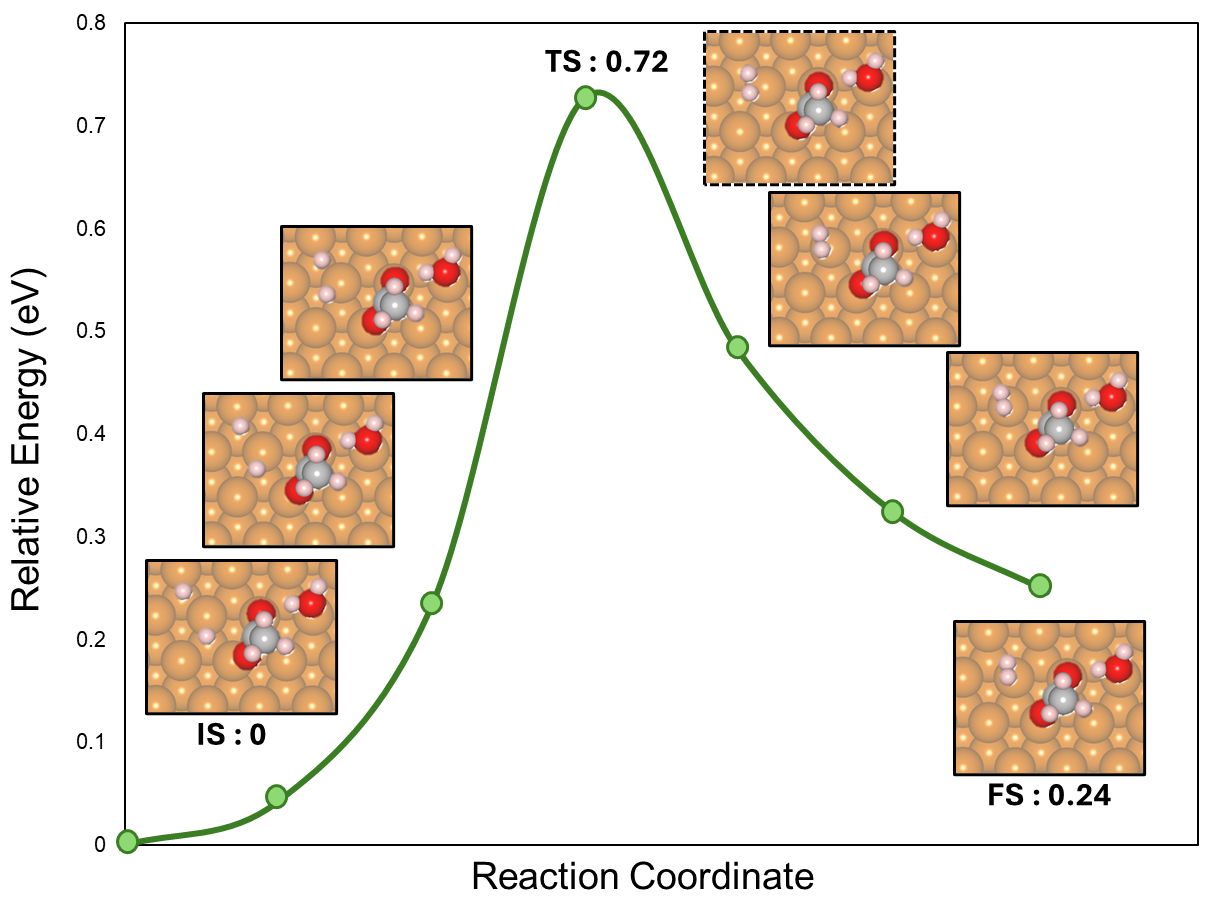 0.8
0.7
0.6
0.5
0.4
0.3
0.2
0.1
0
Relative Energy (eV)
TS : 0.72
IS : 0
FS : 0.24
Reaction Coordinate